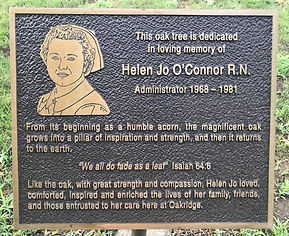 This oak tree is dedicated
In loving memory of
Helen Jo O'Connor R.N.
Administrator 1968 – 1981
From its beginning as a humble acorn, the magnificent oak
grows into a pillar of inspiration and strength, and then it returns
to the earth.
"We all do fade as a leaf" Isaiah 64:6
Like the oak, with great strength and compassion, Helen Jo loved,
comforted, inspired and enriched the lives of her family, friends,
and those entrusted to her care here at Oakridge.